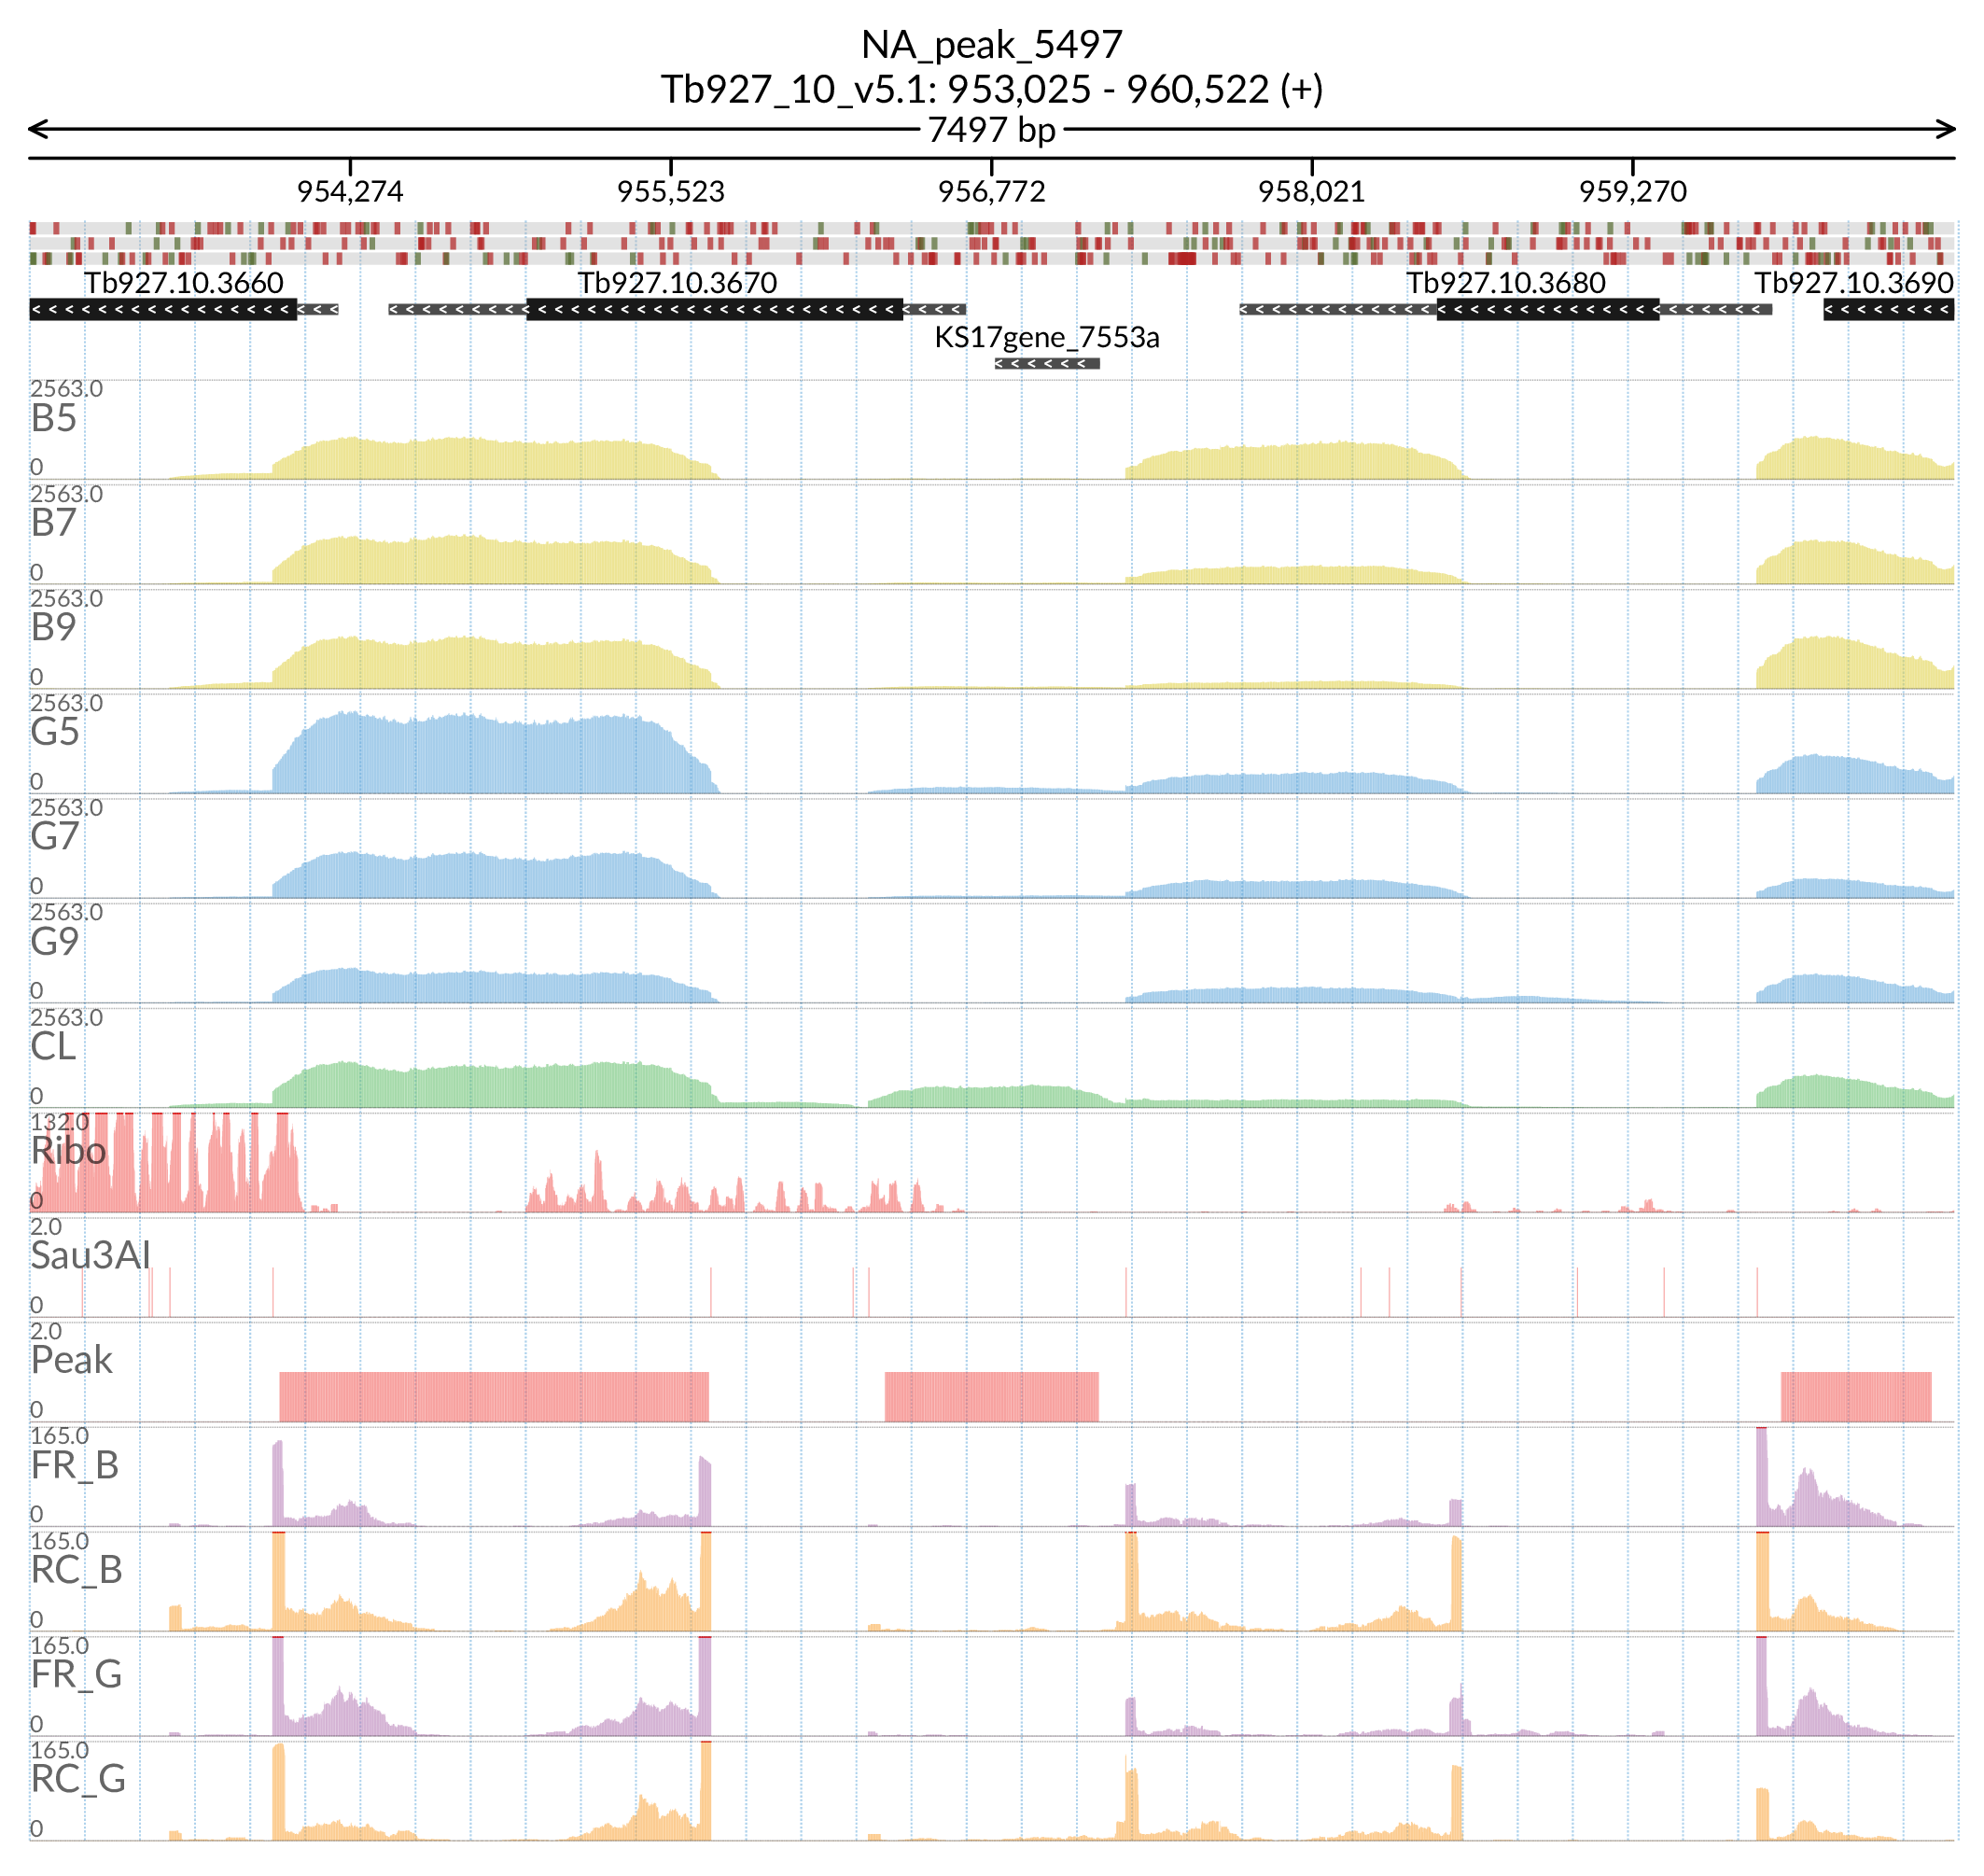 NA_peak_5497
Tb927_10_v5.1: 953,025 - 960,522 (+)
7497 bp
954,274 955,523 956,772 958,021 959,270
Tb927.10.3660 Tb927.10.3670 Tb927.10.3680 Tb927.10.3690
KS17gene_7553a
2563.0
B5
0
2563.0
B7
0
2563.0
B9
0
2563.0
G5
0
2563.0
G7
0
2563.0
G9
0
2563.0
CL
0
132.0
Ribo
0
2.0
Sau3AI
0
2.0
Peak
0
165.0
FR_B
0
165.0
RC_B
0
165.0
FR_G
0
165.0
RC_G
0